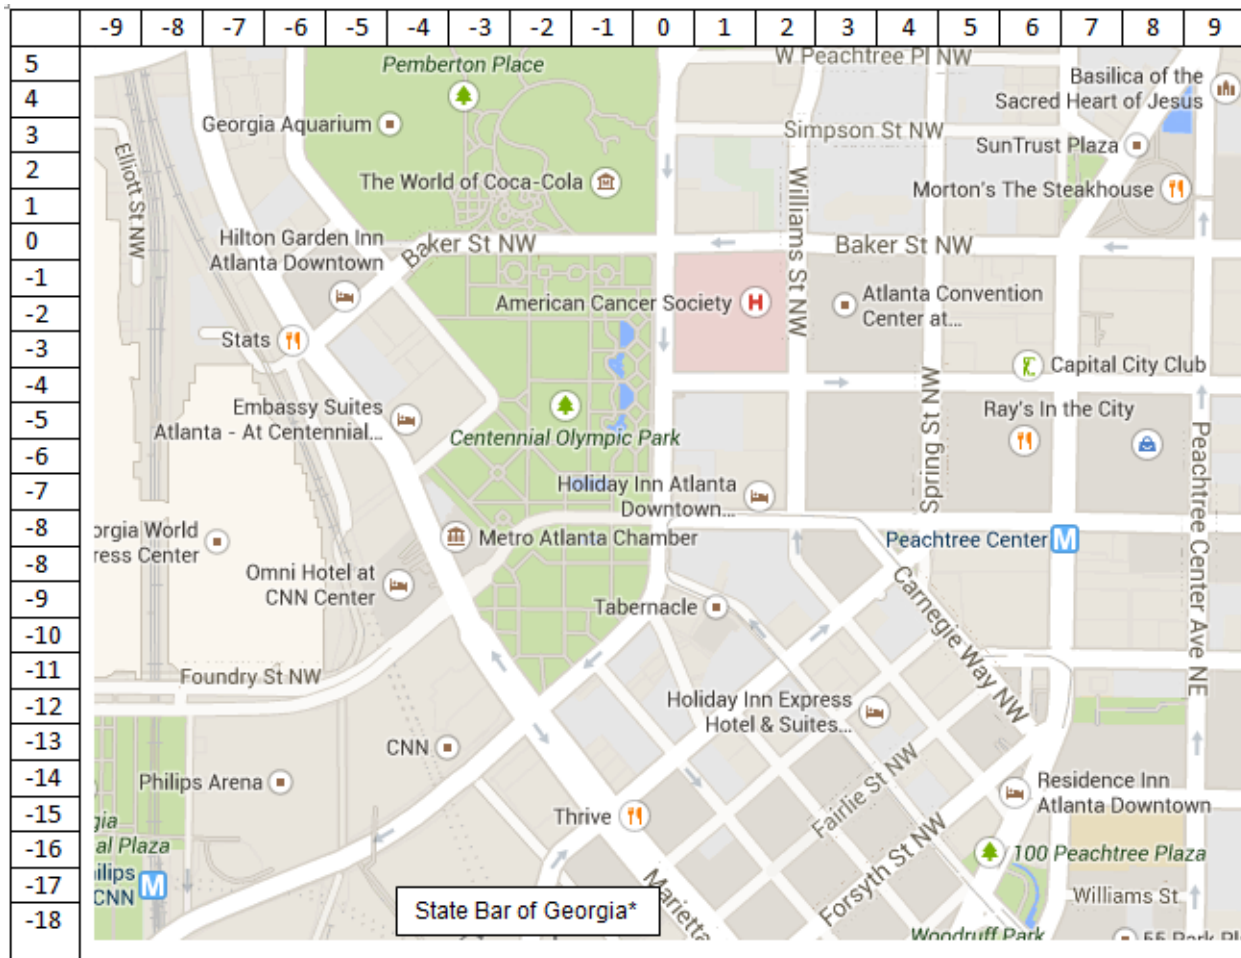 -9 -8 -7 -6 -5 -4 -3 -2 -1 0 1 2 3 4 5 6 7 8 9
5
4
3
2
1
0
-1
-2
-3
-4
-5
-6
-7
-8
-8
-9
-10
-11
-12
-13
-14
-15
-16
-17
-18
Pemberton Place
W Peachtree Pl NW
Basilica of the
Sacred Heart of Jesus
Georgia Aquarium
Simpson St NW
SunTrust Plaza
Elliott St NW
The World of Coca-Cola
Williams St NW
Morton's The Steakhouse
Hilton Garden Inn
Atlanta Downtown
Baker St NW
Baker St NW
American Cancer Society
H
Atlanta Convention
Center at...
Stats
Capital City Club
Embassy Suites
Atlanta - At Centennial...
Centennial Olympic Park
Spring St NW
Ray's In the City
Peachtree Center Ave NE
Holiday Inn Atlanta
Downtown...
orgia World
ress Center
Metro Atlanta Chamber
Peachtree Center
M
Omni Hotel at
CNN Center
Tabernacle
Carnegie Way NW
Foundry St NW
Holiday Inn Express
Hotel & Suites...
CNN
Philips Arena
Fairlie St NW
Residence Inn
Atlanta Downtown
Thrive
gia
al Plaza
100 Peachtree Plaza
ilips
CNN
M
Marietta
Forsyth St NW
Williams St
State Bar of Georgia*
Woodruff Park
55 Park Pl